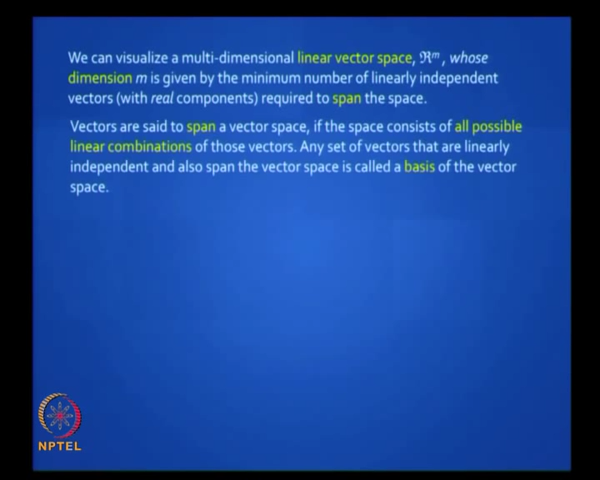 We can visualize a multi-dimensional linear vector space, ℜᵐ, whose
dimension m is given by the minimum number of linearly independent
vectors (with real components) required to span the space.
Vectors are said to span a vector space, if the space consists of all possible
linear combinations of those vectors. Any set of vectors that are linearly
independent and also span the vector space is called a basis of the vector
space.
NPTEL